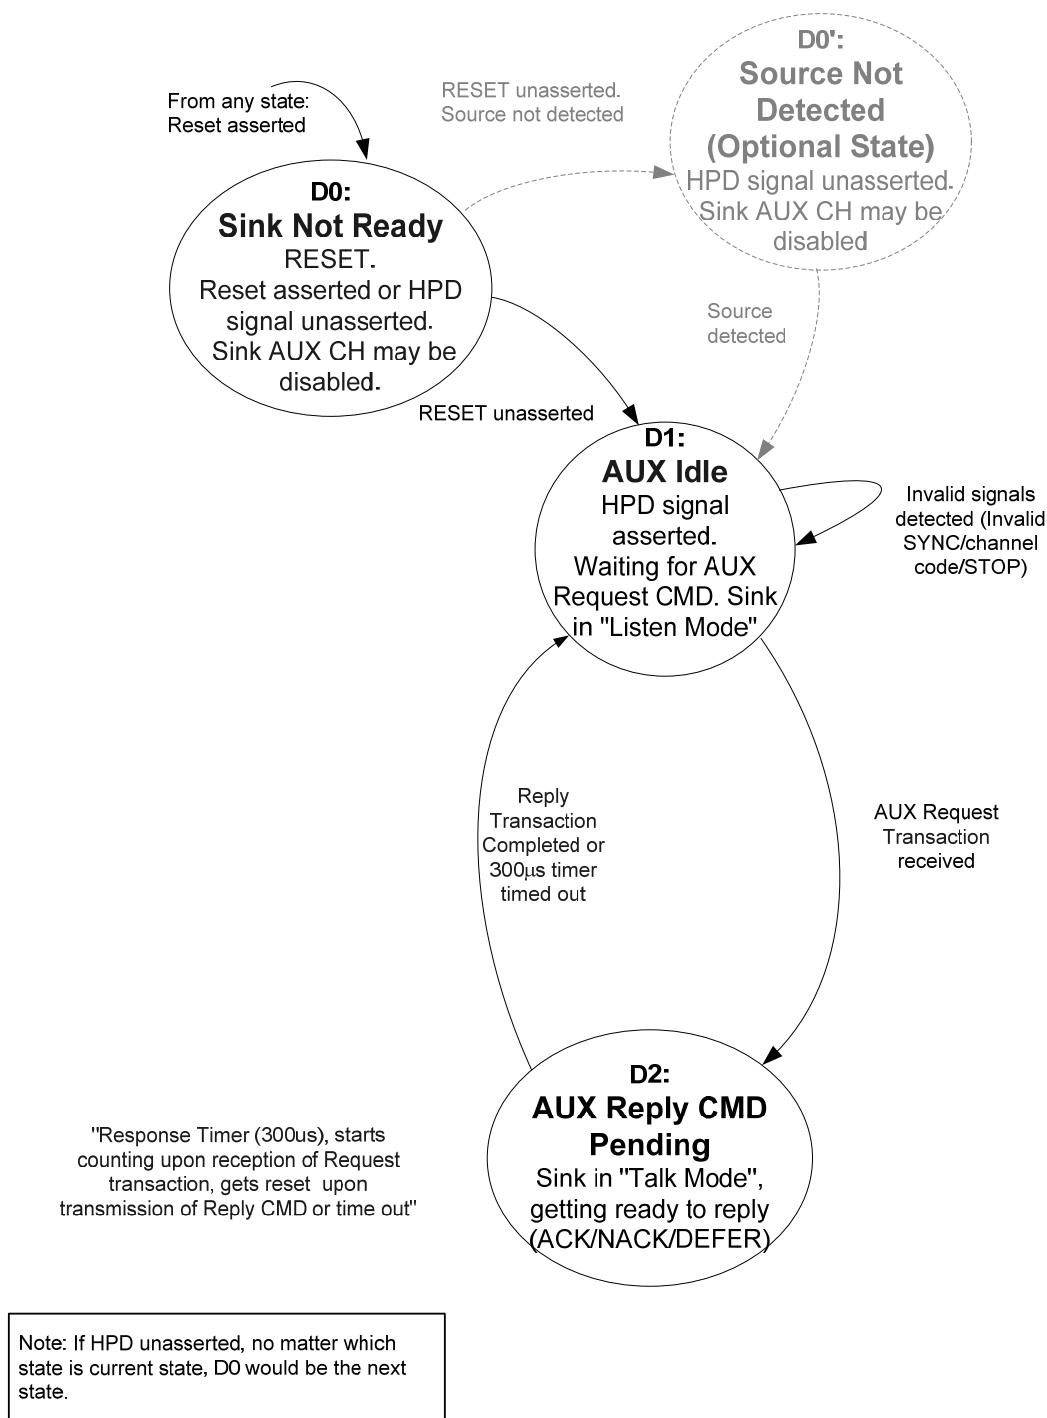 From any state:
Reset asserted
RESET unasserted.
Source not detected
D0':
Source Not
Detected
(Optional State)
HPD signal unasserted.
Sink AUX CH may be
disabled
D0:
Sink Not Ready
RESET.
Reset asserted or HPD
signal unasserted.
Sink AUX CH may be
disabled.
Source
detected
RESET unasserted
D1:
AUX Idle
HPD signal
asserted.
Waiting for AUX
Request CMD. Sink
in "Listen Mode"
Invalid signals
detected (Invalid
SYNC/channel
code/STOP)
Reply
Transaction
Completed or
300µs timer
timed out
AUX Request
Transaction
received
D2:
AUX Reply CMD
Pending
Sink in "Talk Mode",
getting ready to reply
(ACK/NACK/DEFER)
"Response Timer (300us), starts
counting upon reception of Request
transaction, gets reset upon
transmission of Reply CMD or time out"
Note: If HPD unasserted, no matter which
state is current state, D0 would be the next
state.